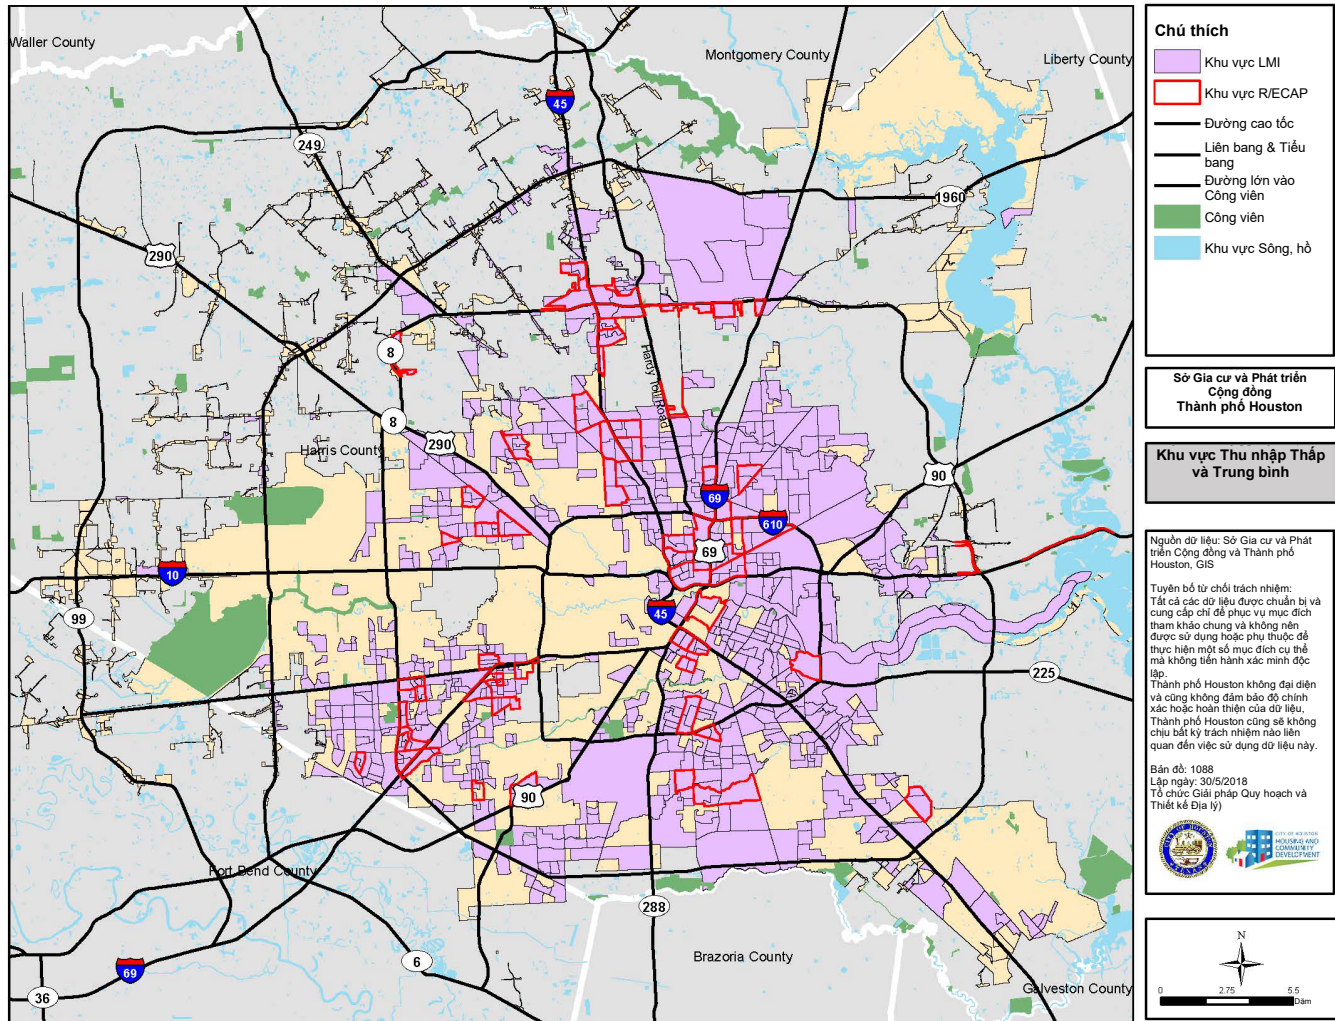 Waller County
Montgomery County
Liberty County
45
249
1960
290
8
Hardy Toll Road
8
290
Harris County
90
69
610
69
10
45
99
225
90
Fort Bend County
288
Brazoria County
6
69
36
Galveston County
Chú thích
Khu vực LMI
Khu vực R/ECAP
Đường cao tốc
Liên bang & Tiểu
bang
Đường lớn vào
Công viên
Công viên
Khu vực Sông, hồ
Sở Gia cư và Phát triển
Cộng đồng
Thành phố Houston
Khu vực Thu nhập Thấp
và Trung bình
Nguồn dữ liệu: Sở Gia cư và Phát
triển Cộng đồng và Thành phố
Houston, GIS
Tuyên bố từ chối trách nhiệm:
Tất cả các dữ liệu được chuẩn bị và
cung cấp chỉ để phục vụ mục đích
tham khảo chung và không nên
được sử dụng hoặc phụ thuộc để
thực hiện một số mục đích cụ thể
mà không tiến hành xác minh độc
lập.
Thành phố Houston không đại diện
và cũng không đảm bảo độ chính
xác hoặc hoàn thiện của dữ liệu,
Thành phố Houston cũng sẽ không
chịu bất kỳ trách nhiệm nào liên
quan đến việc sử dụng dữ liệu này.
Bản đồ: 1088
Lập ngày: 30/5/2018
Tổ chức Giải pháp Quy hoạch và
Thiết kế Địa lý)
CITY OF HOUSTON
TEXAS
CITY OF HOUSTON
HOUSING AND
COMMUNITY
DEVELOPMENT
N
0 2.75 5.5
Dặm